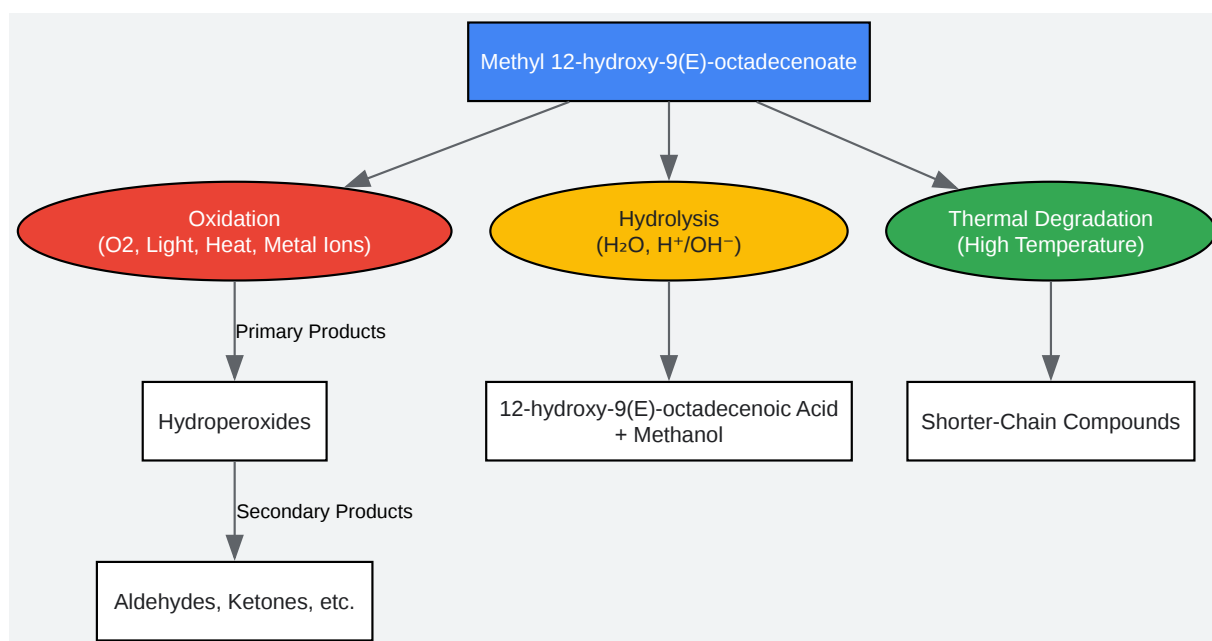 Methyl 12-hydroxy-9(E)-octadecenoate
Oxidation
(O2, Light, Heat, Metal Ions)
Hydrolysis
(H₂O, H⁺/OH⁻)
Thermal Degradation
(High Temperature)
Primary Products
Hydroperoxides
12-hydroxy-9(E)-octadecenoic Acid
+ Methanol
Shorter-Chain Compounds
Secondary Products
Aldehydes, Ketones, etc.